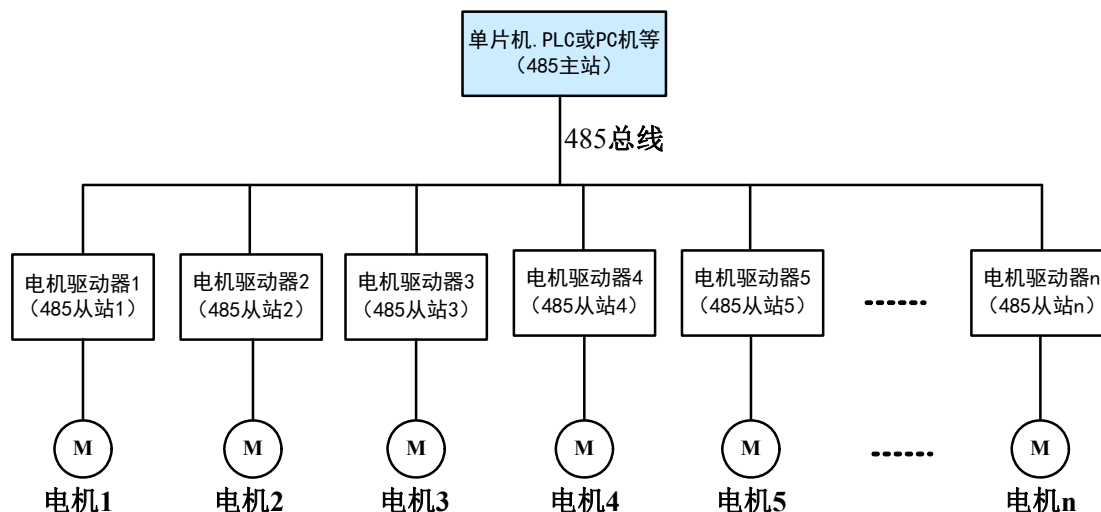 单片机.PLC或PC机等
（485主站）
485总线
电机驱动器1
（485从站1）
电机驱动器2
（485从站2）
电机驱动器3
（485从站3）
电机驱动器4
（485从站4）
电机驱动器5
（485从站5）
电机驱动器n
（485从站n）
M
M
M
M
M
M
电机1
电机2
电机3
电机4
电机5
电机n